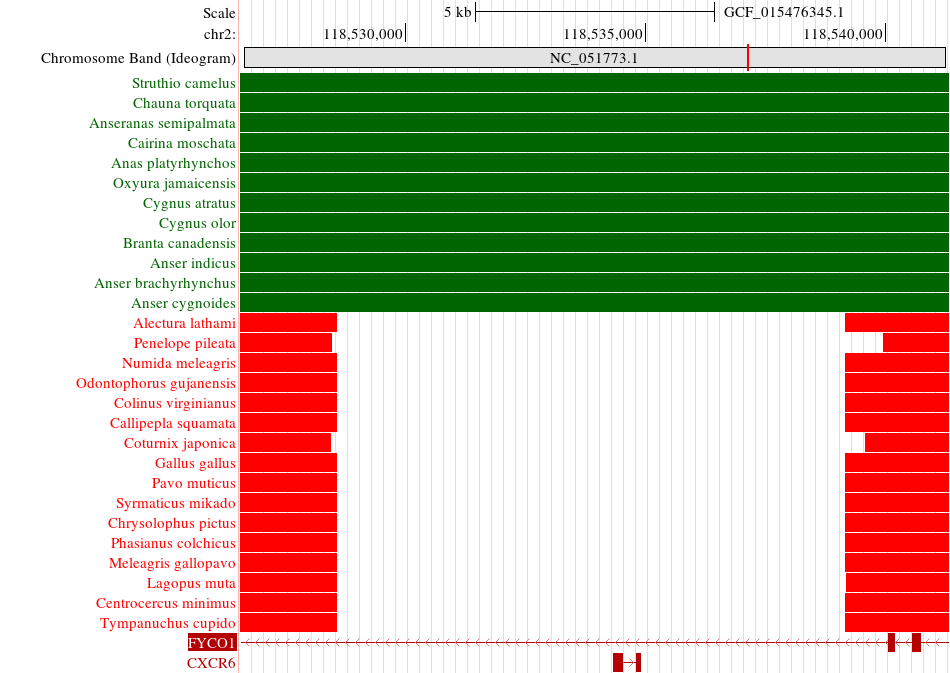 Scale 5 kb GCF_015476345.1
chr2: 118,530,000 118,535,000 118,540,000
Chromosome Band (Ideogram) NC_051773.1
Struthio camelus
Chauna torquata
Anseranas semipalmata
Cairina moschata
Anas platyrhynchos
Oxyura jamaicensis
Cygnus atratus
Cygnus olor
Branta canadensis
Anser indicus
Anser brachyrhynchus
Anser cygnoides
Alectura lathami
Penelope pileata
Numida meleagris
Odontophorus gujanensis
Colinus virginianus
Callipepla squamata
Coturnix japonica
Gallus gallus
Pavo muticus
Syrmaticus mikado
Chrysolophus pictus
Phasianus colchicus
Meleagris gallopavo
Lagopus muta
Centrocercus minimus
Tympanuchus cupido
FYCO1
CXCR6